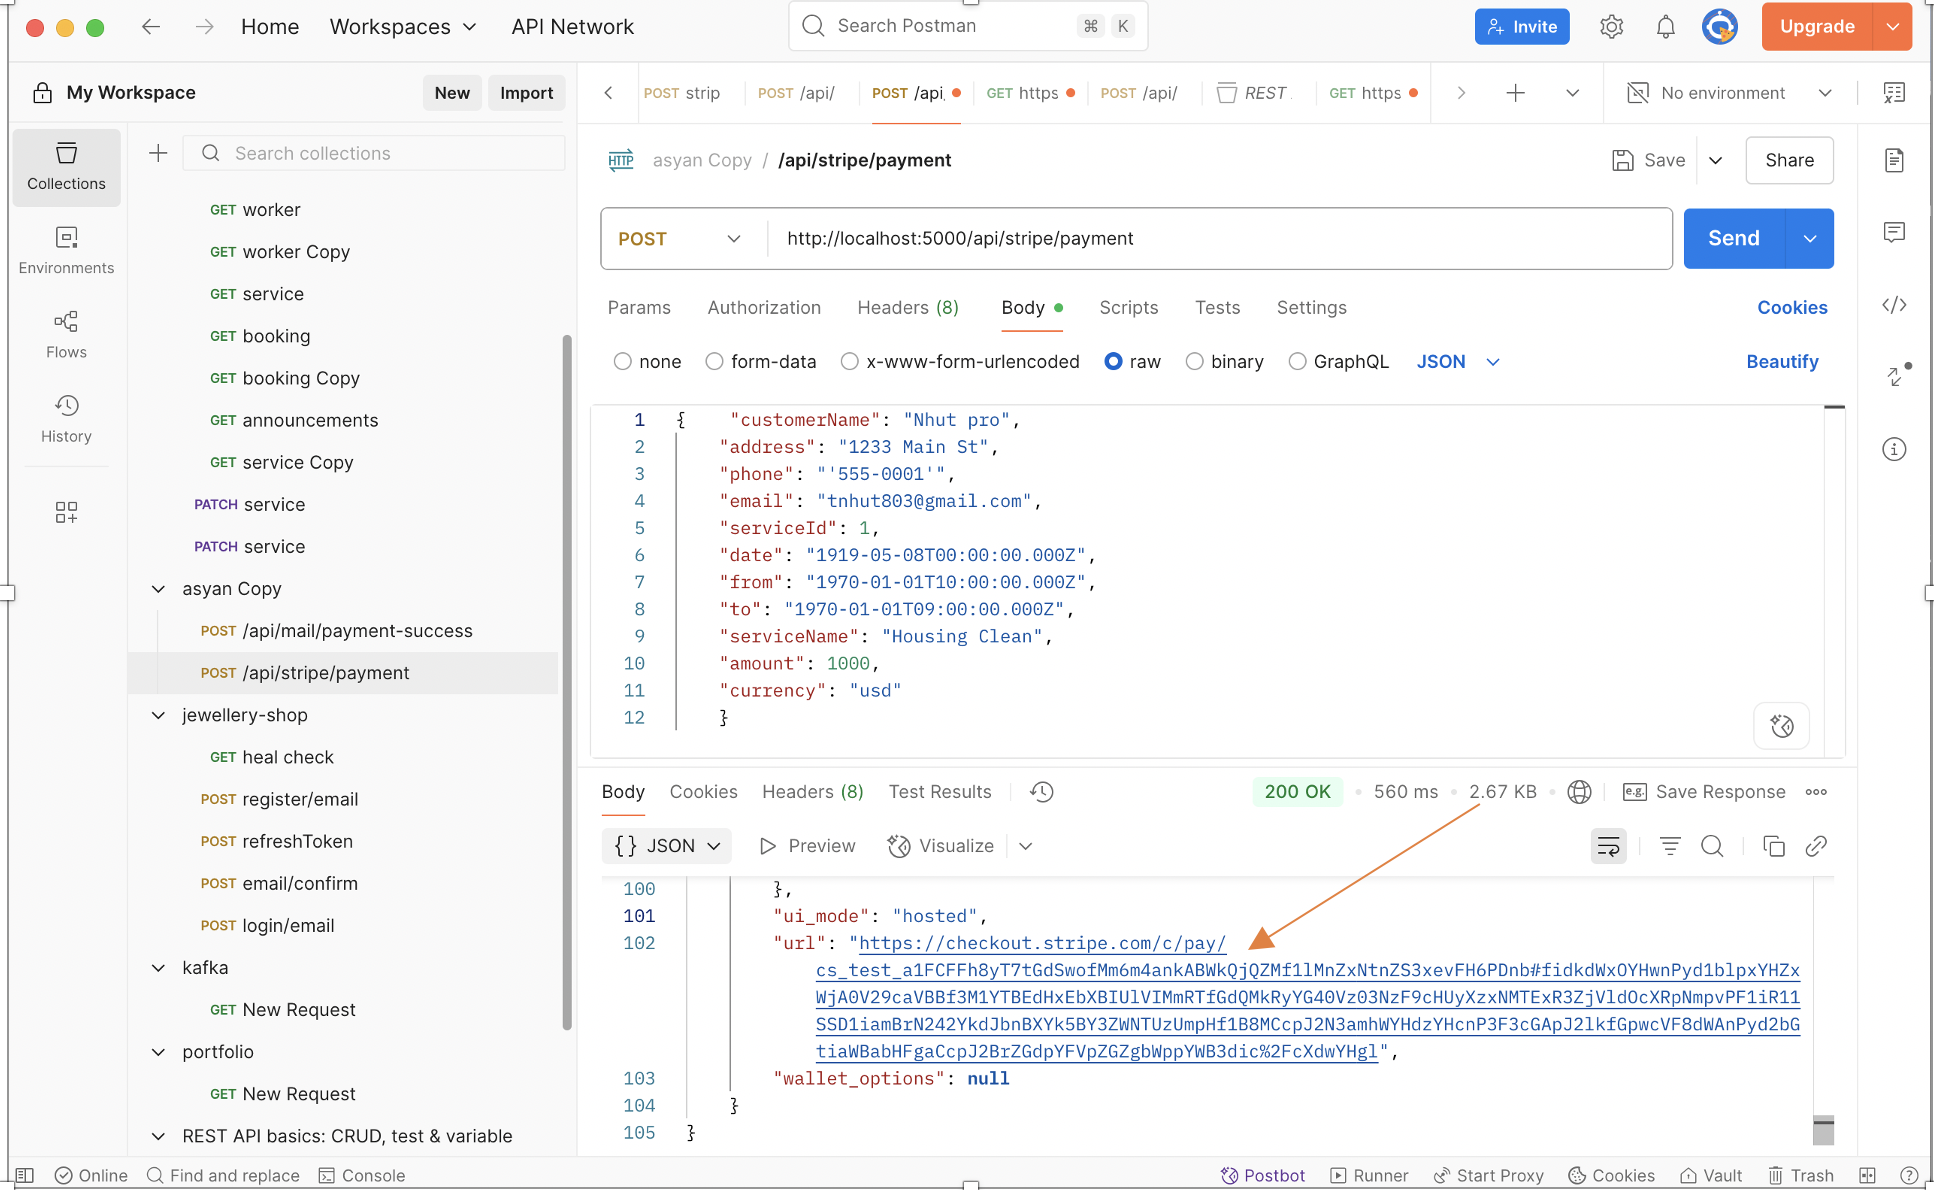 Home Workspaces API Network Search Postman ⌘ K Invite Upgrade
My Workspace New Import POST strip POST /api/ POST /api, GET https POST /api/ REST GET https No environment
Collections
Environments
Flows
History
Search collections
GET worker
GET worker Copy
GET service
GET booking
GET booking Copy
GET announcements
GET service Copy
PATCH service
PATCH service
asyan Copy
POST /api/mail/payment-success
POST /api/stripe/payment
jewellery-shop
GET heal check
POST register/email
POST refreshToken
POST email/confirm
POST login/email
kafka
GET New Request
portfolio
GET New Request
REST API basics: CRUD, test & variable
HTTP asyan Copy / /api/stripe/payment Save Share
POST http://localhost:5000/api/stripe/payment Send
Params Authorization Headers (8) Body Scripts Tests Settings Cookies
none form-data x-www-form-urlencoded raw binary GraphQL JSON Beautify
1 { "customerName": "Nhut pro",
2 "address": "1233 Main St",
3 "phone": "'555-0001'",
4 "email": "tnhut803@gmail.com",
5 "serviceId": 1,
6 "date": "1919-05-08T00:00:00.000Z",
7 "from": "1970-01-01T10:00:00.000Z",
8 "to": "1970-01-01T09:00:00.000Z",
9 "serviceName": "Housing Clean",
10 "amount": 1000,
11 "currency": "usd"
12 }
Body Cookies Headers (8) Test Results 200 OK 560 ms 2.67 KB e.g. Save Response
{} JSON Preview Visualize
100 },
101 "ui_mode": "hosted",
102 "url": "https://checkout.stripe.com/c/pay/
cs_test_a1FCFFh8yT7tGdSwofMm6m4ankABWkQjQZMf1lMnZxNtnZS3xevFH6PDnb#fidkdWxOYHwnPyd1blpxYHZx
WjA0V29caVBBf3M1YTBEdHxEbXBIUlVIMmRTfGdQMkRyYG40Vz03NzF9cHUyXzxNMTExR3ZjVldOcXRpNmpvPF1iR11
SSD1iamBrN242YkdJbnBXYk5BY3ZWNTUzUmpHf1B8MCcpJ2N3amhWYHdzYHcnP3F3cGApJ2lkfGpwcVF8dWAnPyd2bG
tiaWBabHFgaCcpJ2BrZGdpYFVpZGZgbWppYWB3dic%2FcXdwYHgl",
103 "wallet_options": null
104 }
105 }
Online Find and replace Console Postbot Runner Start Proxy Cookies Vault Trash